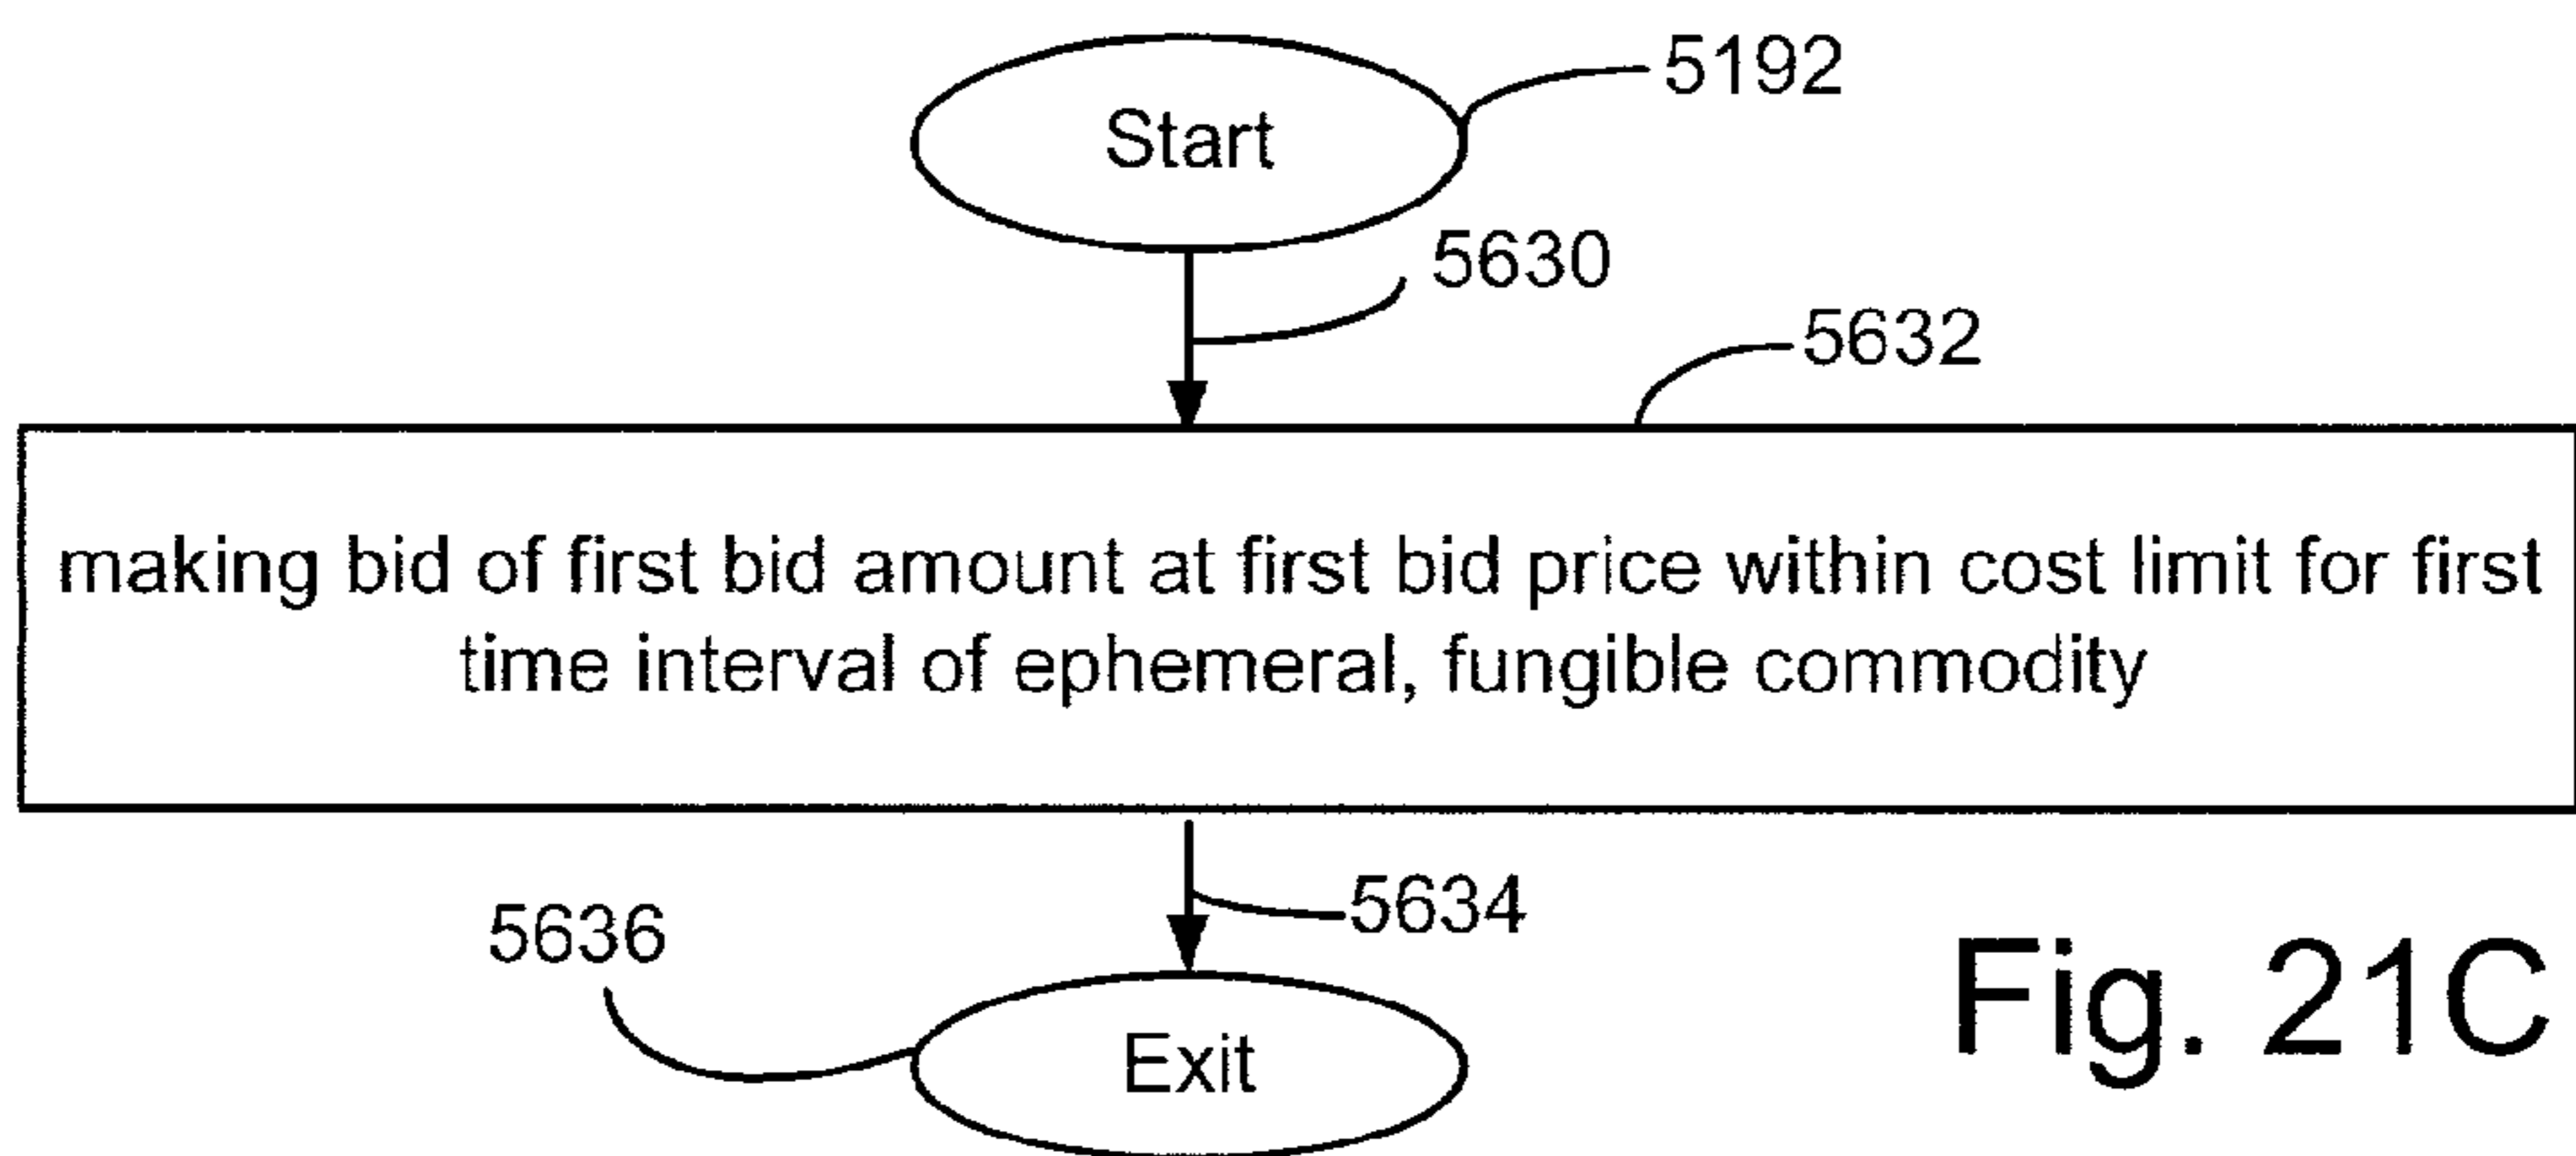 5192
Start
5630
5632
making bid of first bid amount at first bid price within cost limit for first
time interval of ephemeral, fungible commodity
5634
5636
Exit
Fig. 21C